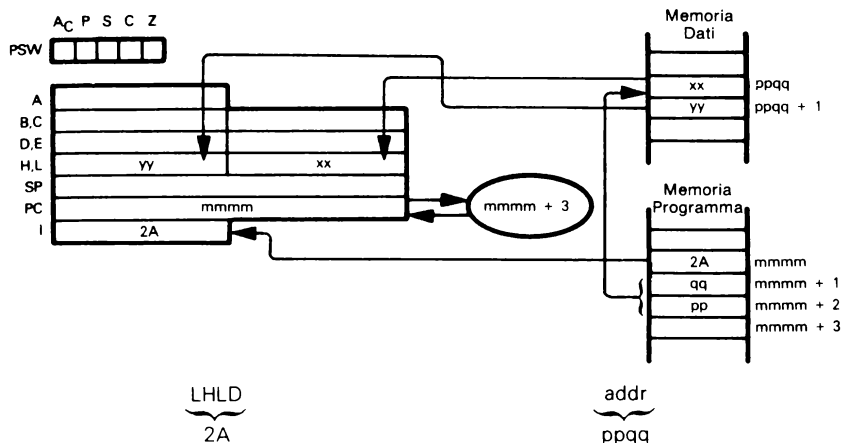 A_C P S C Z
PSW
A
B,C
D,E
H,L yy xx
SP
PC mmmm
I 2A
mmmm + 3
Memoria
Dati
xx ppqq
yy ppqq + 1
Memoria
Programma
2A mmmm
qq mmmm + 1
pp mmmm + 2
mmmm + 3
LHLD addr
2A ppqq